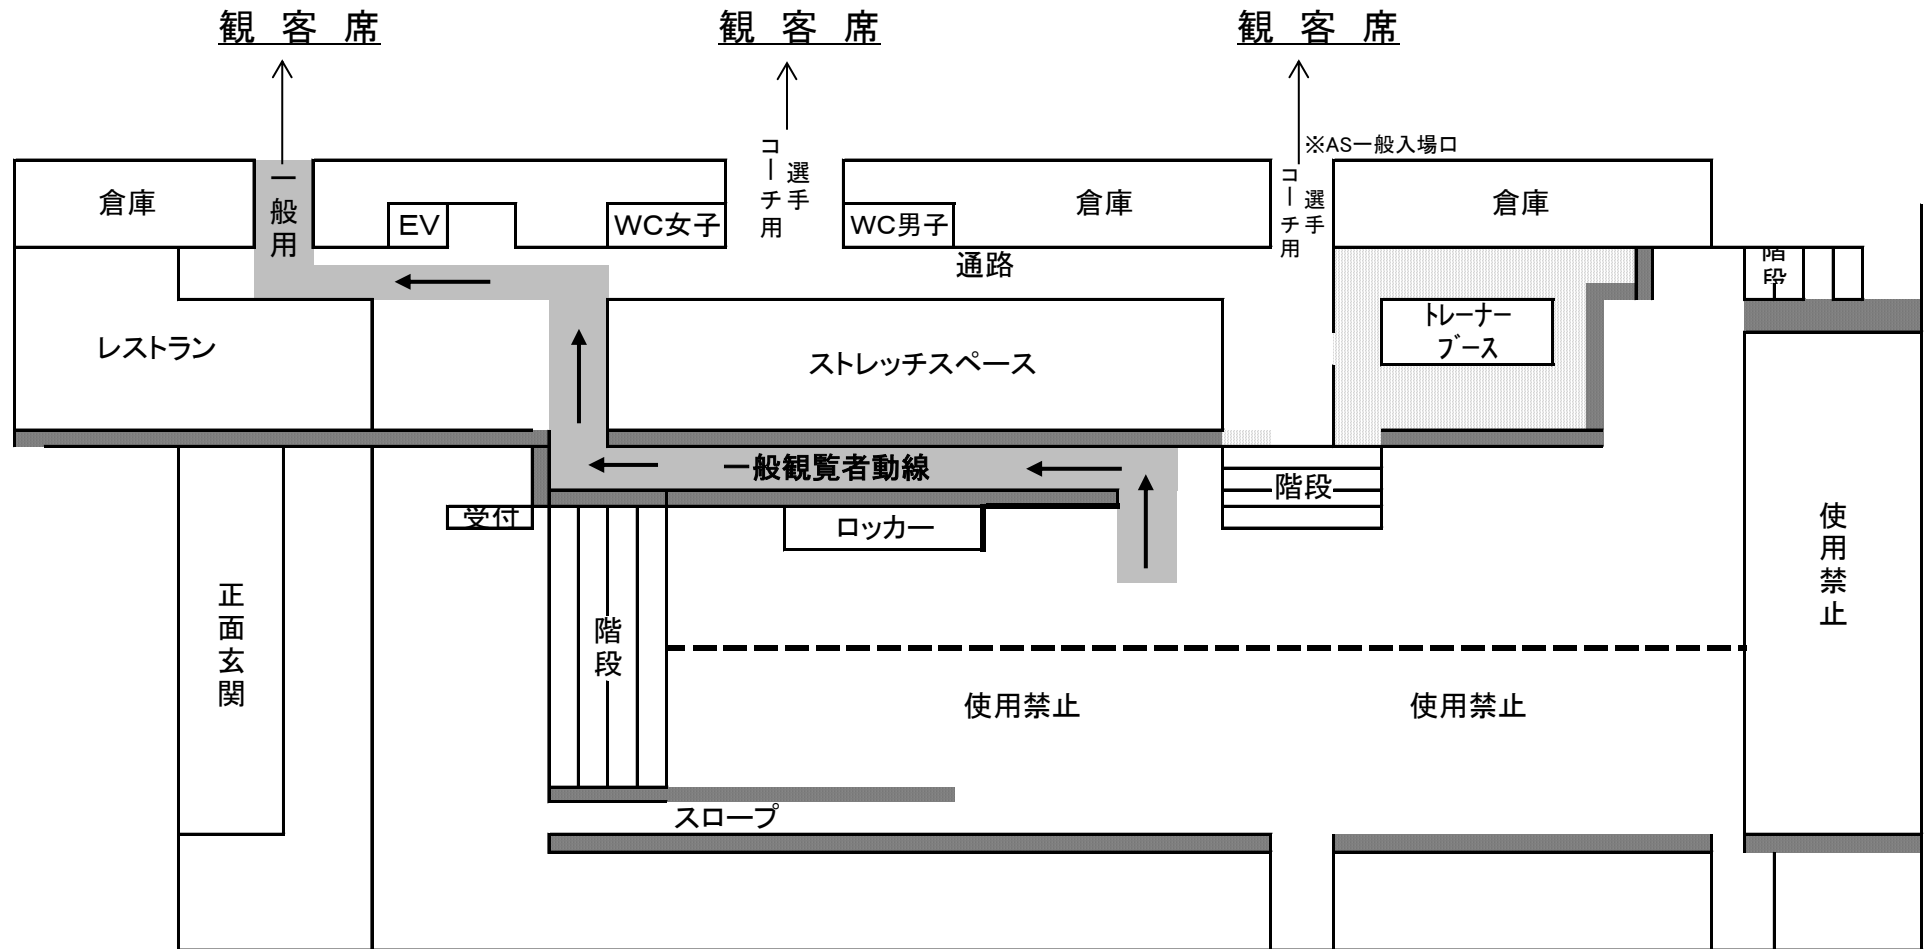 観 客 席
観 客 席
観 客 席
※AS一般入場口
倉庫
一般用
EV
WC女子
選手
コーチ用
WC男子
倉庫
選手
コーチ用
倉庫
通路
階段
レストラン
ストレッチスペース
トレーナー
ブース
一般観覧者動線
階段
受付
ロッカー
使用禁止
正面玄関
階段
使用禁止
使用禁止
スロープ